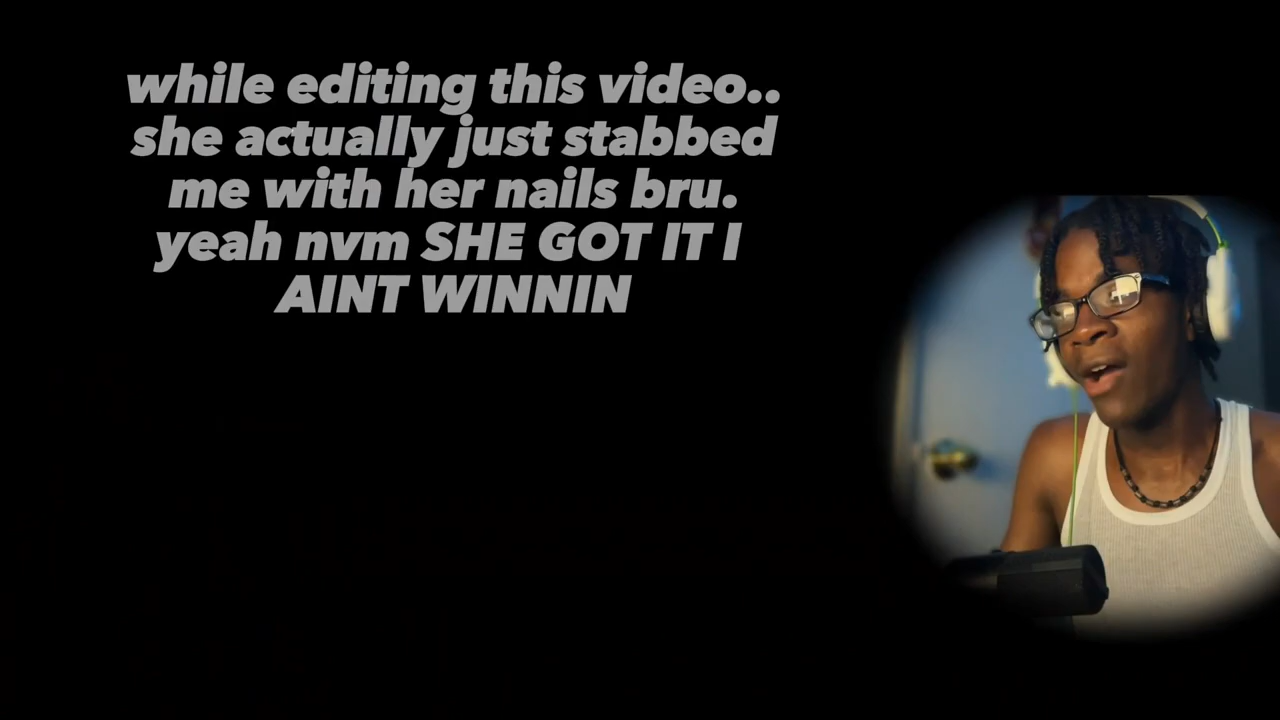 while editing this video..
she actually just stabbed
me with her nails bru.
yeah nvm SHE GOT IT I
AINT WINNIN